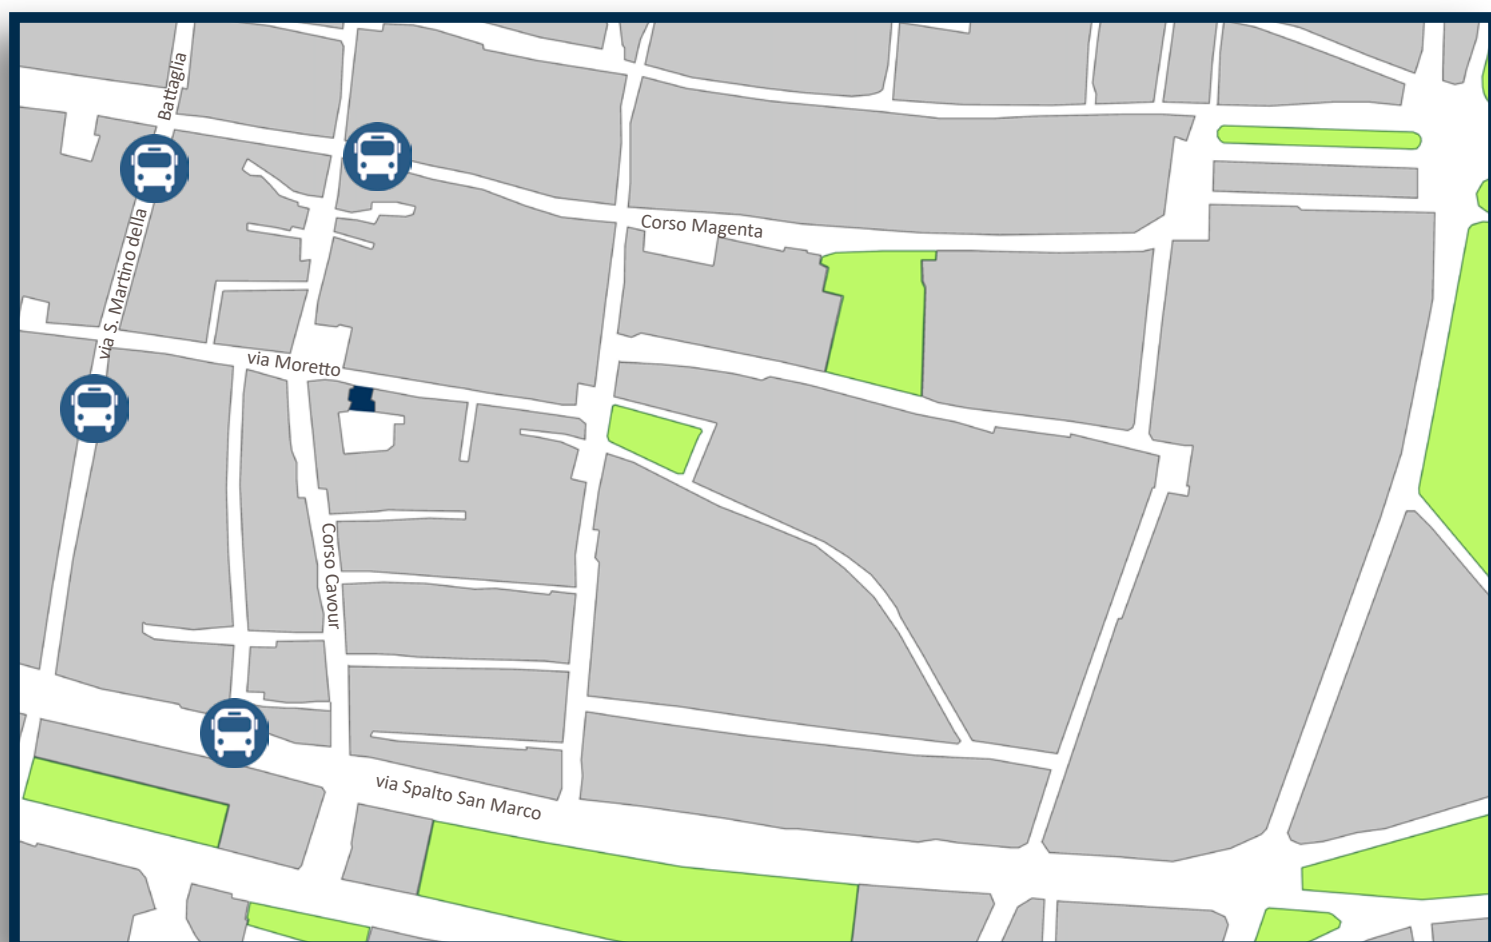 via S. Martino della Battaglia
Corso Magenta
via Moretto
Corso Cavour
via Spalto San Marco